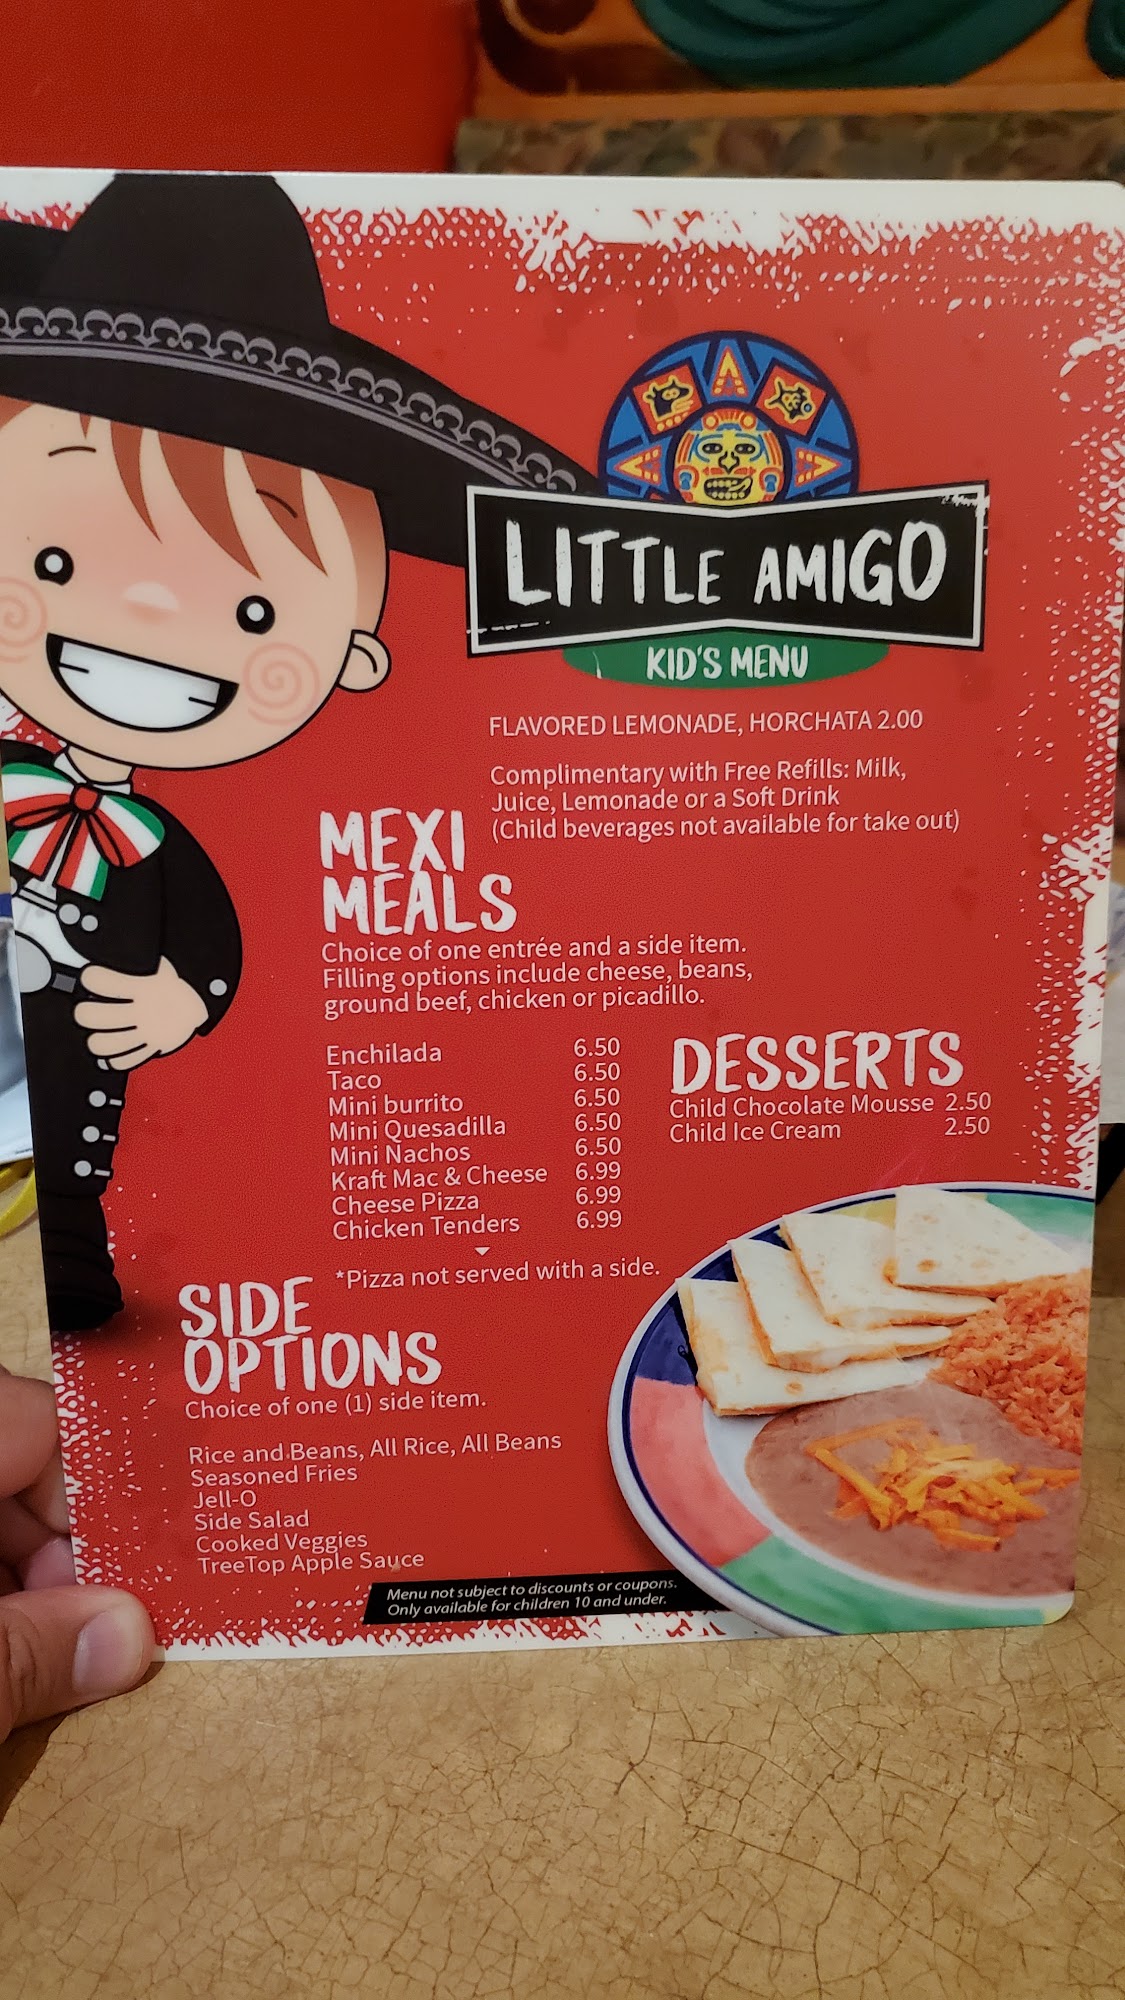 LITTLE AMIGO
KID'S MENU
FLAVORED LEMONADE, HORCHATA 2.00
Complimentary with Free Refills: Milk,
Juice, Lemonade or a Soft Drink
(Child beverages not available for take out)
MEXI
MEALS
Choice of one entrée and a side item.
Filling options include cheese, beans,
ground beef, chicken or picadillo.
Enchilada 6.50
Taco 6.50
Mini burrito 6.50
Mini Quesadilla 6.50
Mini Nachos 6.50
Kraft Mac & Cheese 6.99
Cheese Pizza 6.99
Chicken Tenders 6.99
*Pizza not served with a side.
DESSERTS
Child Chocolate Mousse 2.50
Child Ice Cream 2.50
SIDE
OPTIONS
Choice of one (1) side item.
Rice and Beans, All Rice, All Beans
Seasoned Fries
Jell-O
Side Salad
Cooked Veggies
TreeTop Apple Sauce
Menu not subject to discounts or coupons.
Only available for children 10 and under.